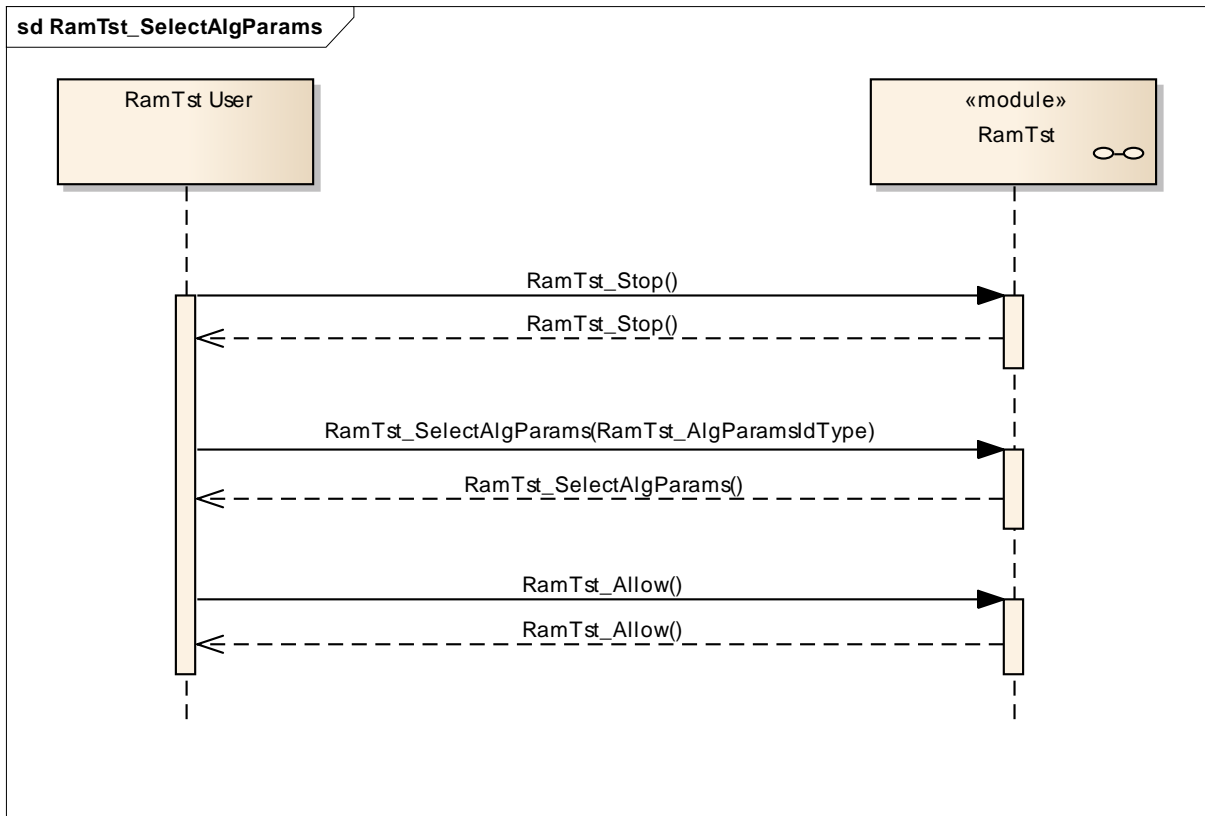 sd RamTst_SelectAlgParams
RamTst User
«module»
RamTst
RamTst_Stop()
RamTst_Stop()
RamTst_SelectAlgParams(RamTst_AlgParamsIdType)
RamTst_SelectAlgParams()
RamTst_Allow()
RamTst_Allow()